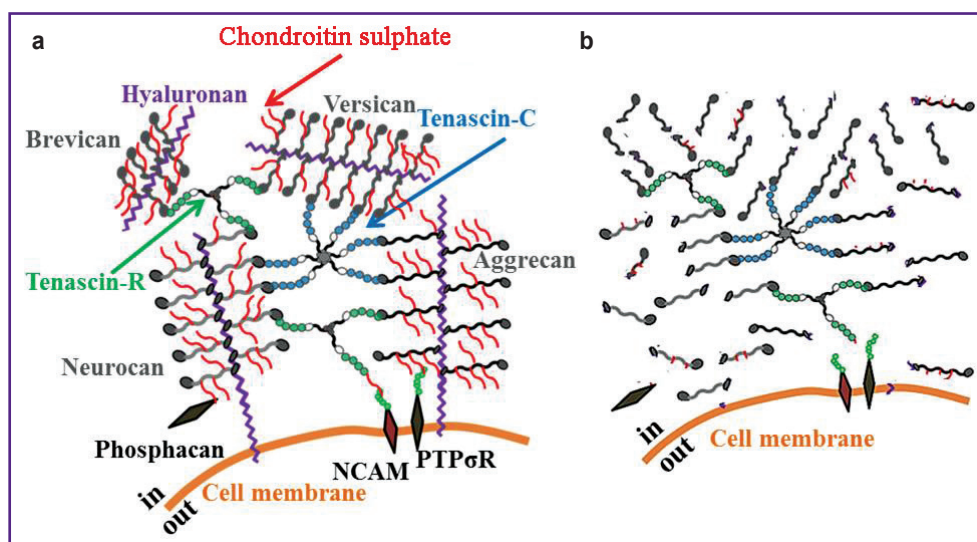 a
b
Chondroitin sulphate
Hyaluronan
Versican
Brevican
Tenascin-C
Tenascin-R
Aggrecan
Neurocan
Phosphacan
NCAM
PTPσR
in
out
Cell membrane
in
out
Cell membrane